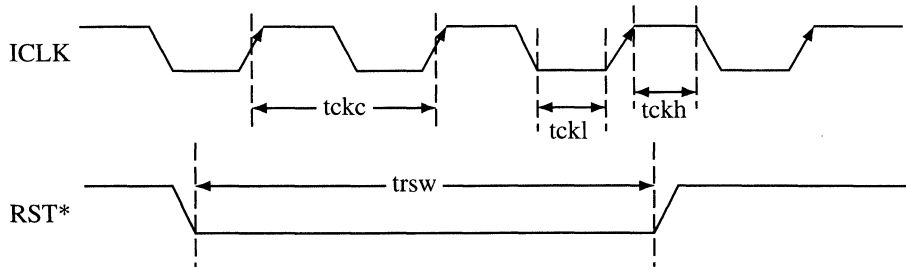 ICLK
tckc
tckl
tckh
trsw
RST*